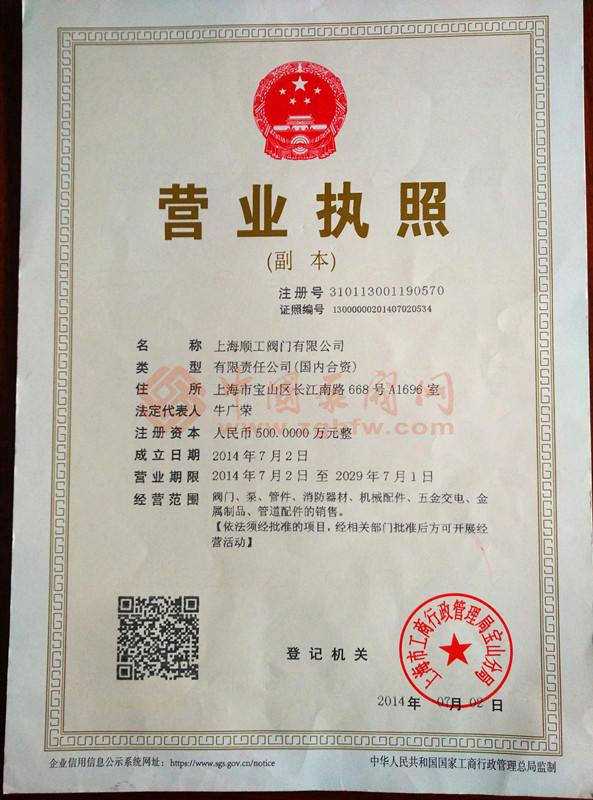 营业执照
(副 本)
注册号 310113001190570
证照编号 13000000201407020534
名 称 上海顺工阀门有限公司
类 型 有限责任公司(国内合资)
住 所 上海市宝山区长江南路668号A1696室
法定代表人 牛广荣
注册资本 人民币500.0000万元整
成立日期 2014年7月2日
营业期限 2014年7月2日 至 2029年7月1日
经营范围 阀门、泵、管件、消防器材、机械配件、五金交电、金
属制品、管道配件的销售。
【依法须经批准的项目，经相关部门批准后方可开展经
营活动】
中国泵阀网
www.zgbfw.com
登记机关
上海市工商行政管理局宝山分局
2014年 07月 02日
企业信用信息公示系统网址：https://www.sgs.gov.cn/notice
中华人民共和国国家工商行政管理总局监制